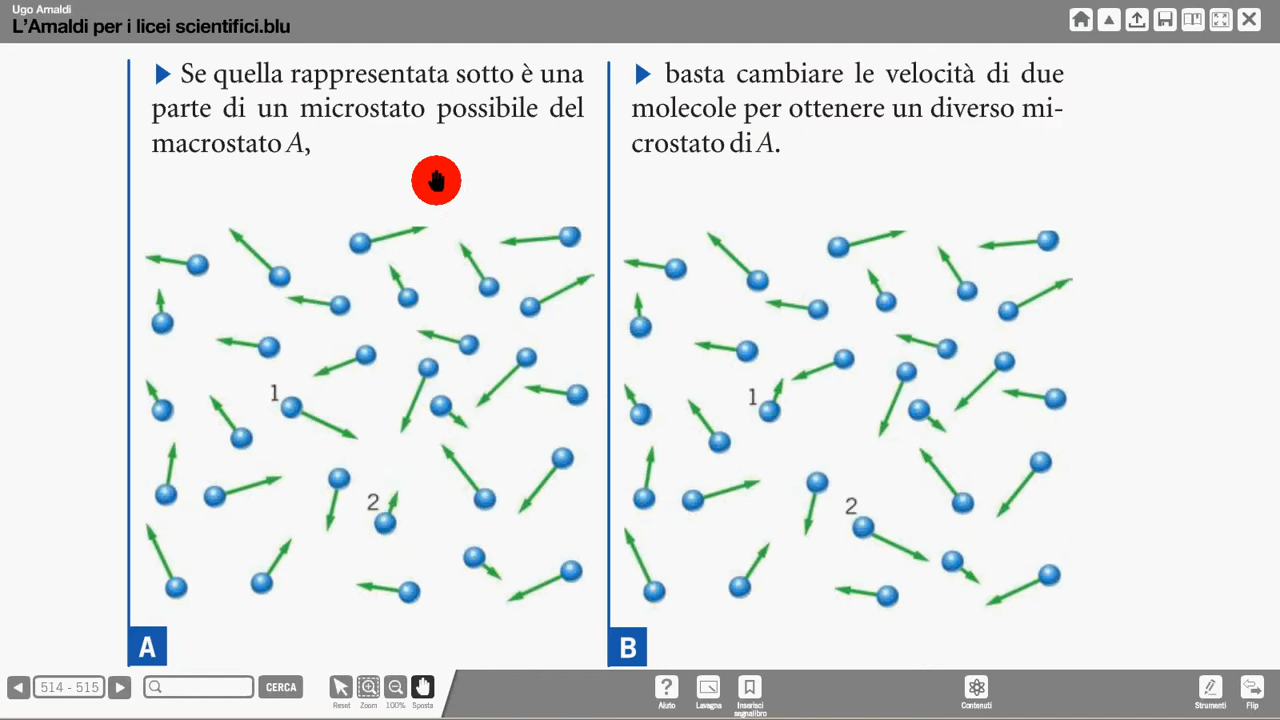 Ugo Amaldi
L'Amaldi per i licei scientifici.blu
▶ Se quella rappresentata sotto è una
parte di un microstato possibile del
macrostato A,
▶ basta cambiare le velocità di due
molecole per ottenere un diverso mi-
crostato di A.
1
2
A
1
2
B
514 - 515
CERCA
Reset
Zoom
100%
Sposta
Aiuto
Lavagna
Inserisci
segnalibro
Contenuti
Strumenti
Flip